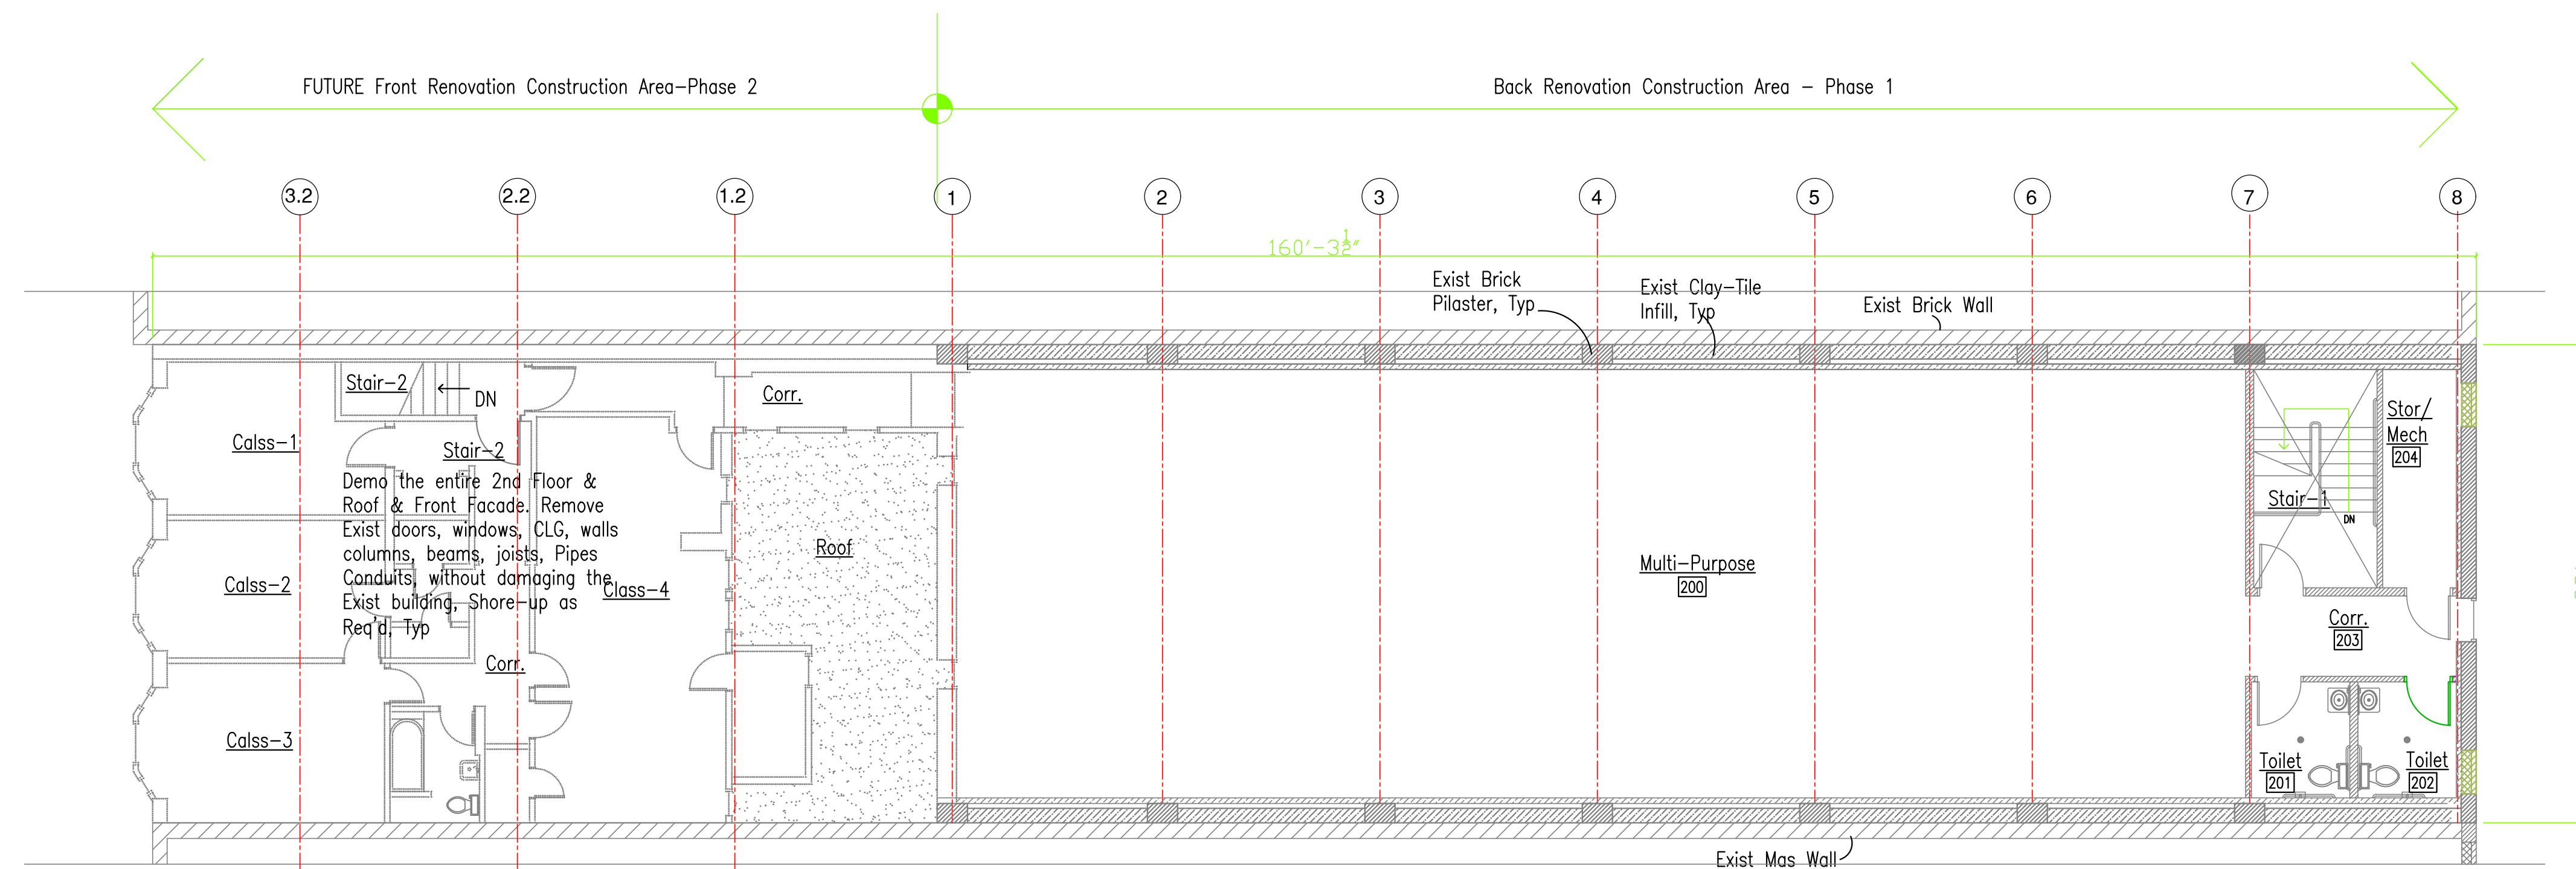 FUTURE Front Renovation Construction Area-Phase 2
Back Renovation Construction Area - Phase 1
3.2
2.2
1.2
1
2
3
4
5
6
7
8
160'-3 1/2"
Exist Brick
Pilaster, Typ
Exist Clay-Tile
Infill, Typ
Exist Brick Wall
Stair-2
DN
Corr.
Calss-1
Stair-2
Demo the entire 2nd Floor &
Roof & Front Facade. Remove
Exist doors, windows, CLG, walls
columns, beams, joists, Pipes
Conduits, without damaging the
Exist building, Shore-up as
Req'd, Typ
Calss-2
Class-4
Roof
Corr.
Calss-3
Multi-Purpose
200
Stor/
Mech
204
Stair-1
DN
Corr.
203
Toilet
201
Toilet
202
Exist Mas Wall